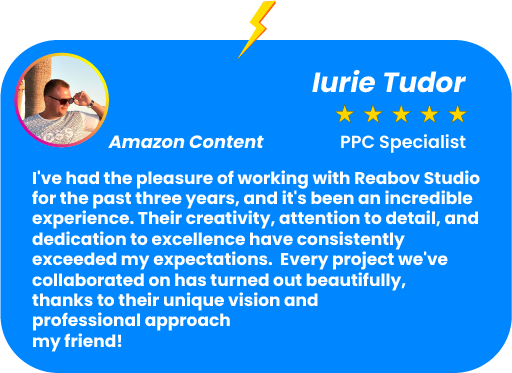 Iurie Tudor
Amazon Content
PPC Specialist
I've had the pleasure of working with Reabov Studio
for the past three years, and it's been an incredible
experience. Their creativity, attention to detail, and
dedication to excellence have consistently
exceeded my expectations.  Every project we've
collaborated on has turned out beautifully,
thanks to their unique vision and
professional approach
my friend!